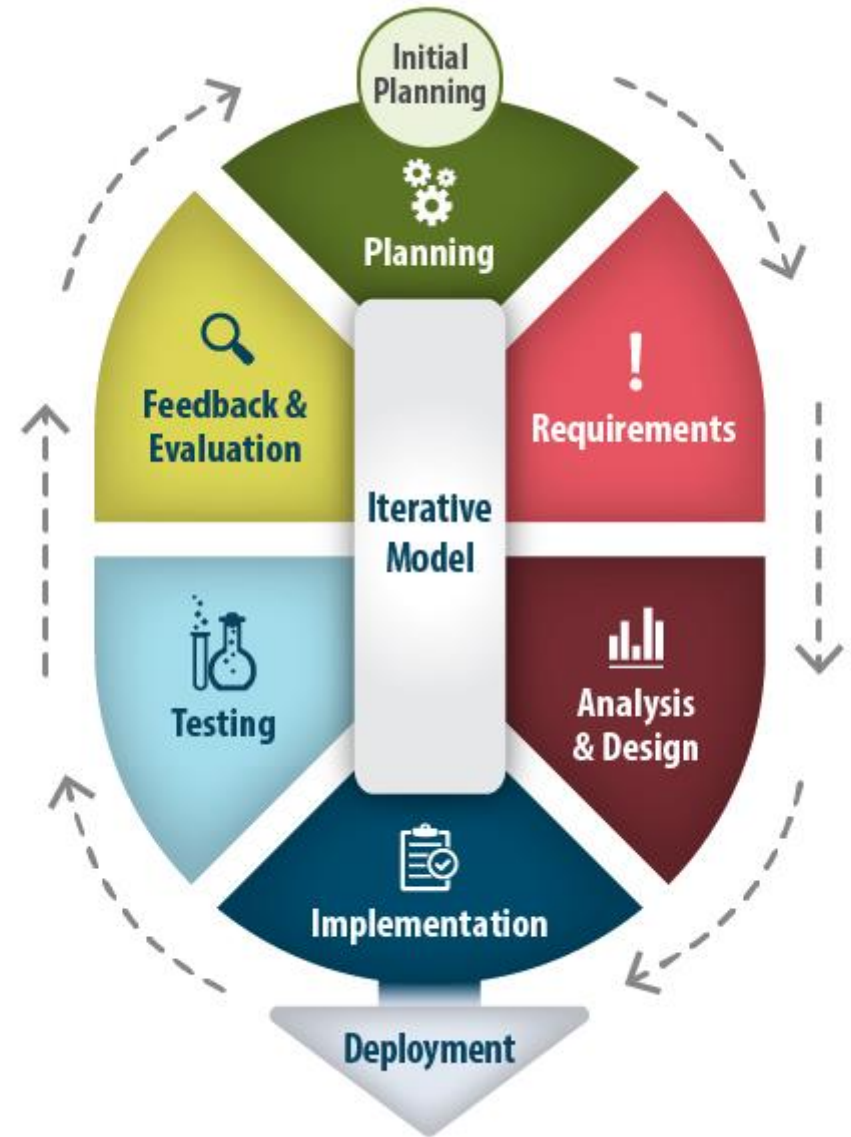 Initial
Planning
Planning
Requirements
Analysis
& Design
Implementation
Deployment
Testing
Feedback &
Evaluation
Iterative
Model